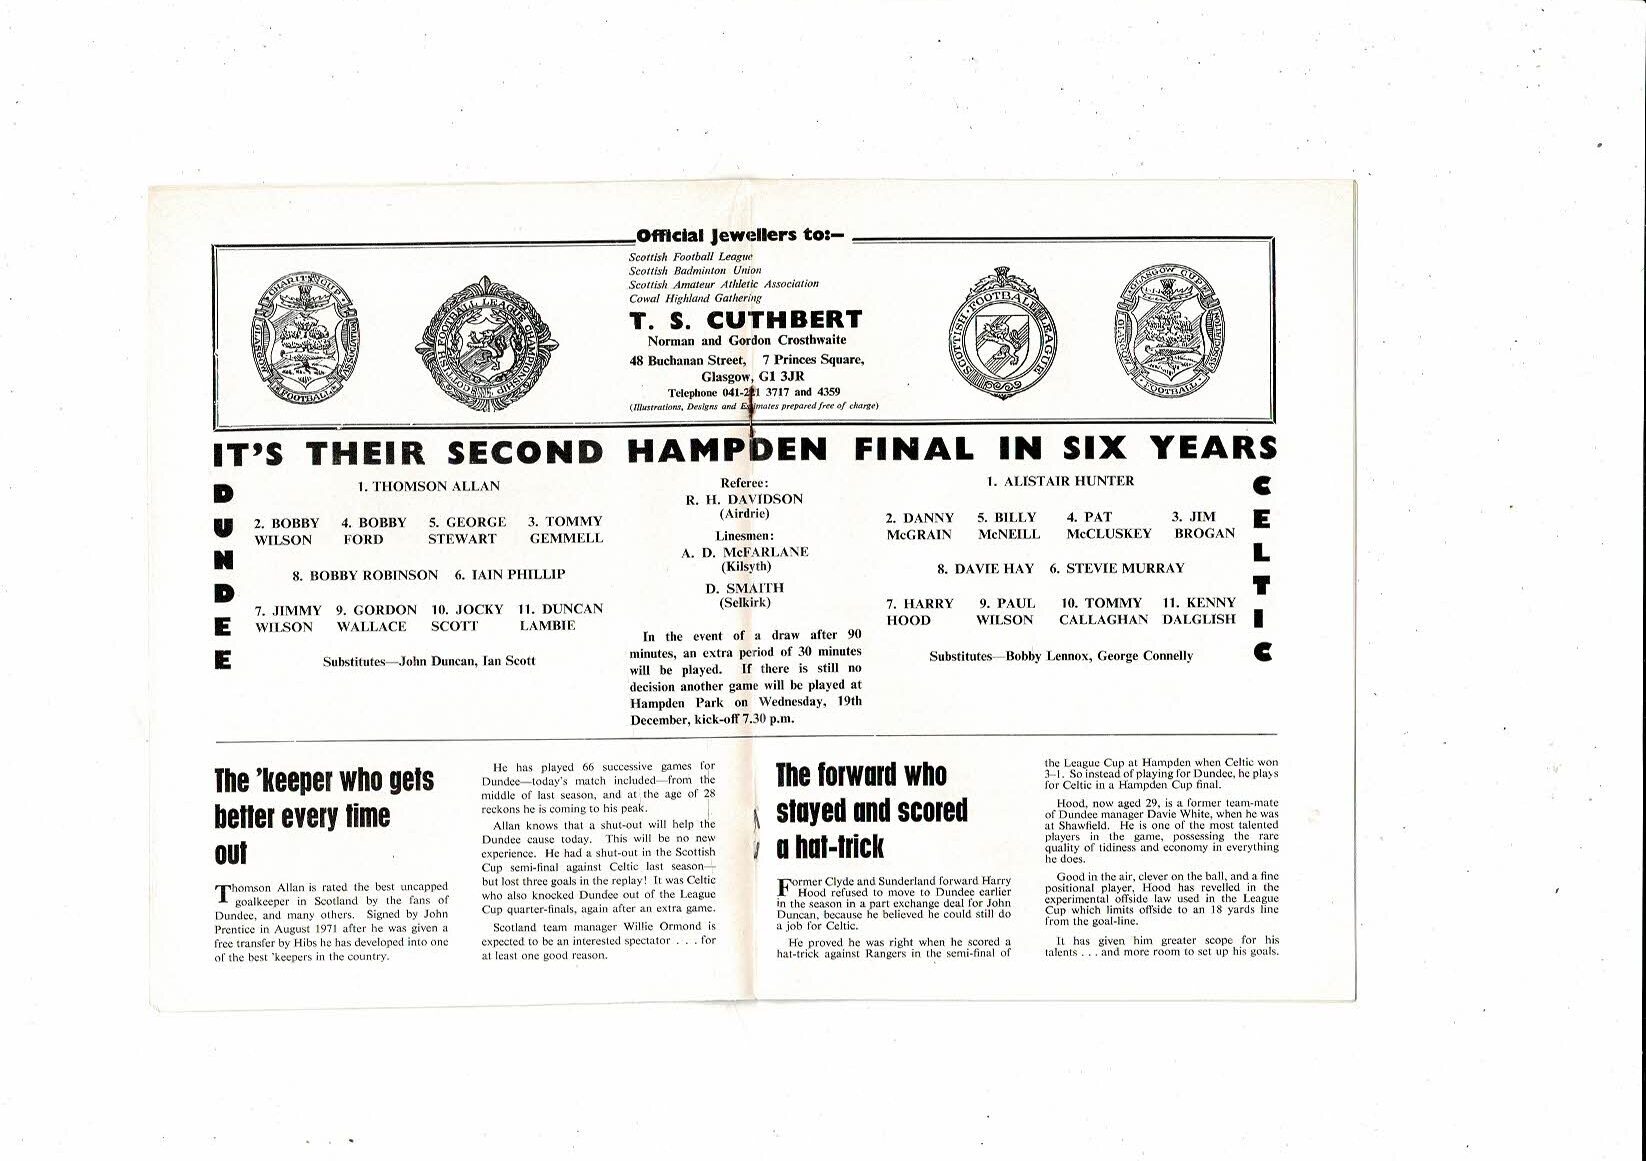 Official Jewellers to:—
Scottish Football League
Scottish Badminton Union
Scottish Amateur Athletic Association
Cowal Highland Gathering
T. S. CUTHBERT
Norman and Gordon Crosthwaite
48 Buchanan Street, 7 Princes Square,
Glasgow, G1 3JR
Telephone 041-221 3717 and 4359
(Illustrations, Designs and Estimates prepared free of charge)
CHARITY CUP
GLASGOW
FOOTBALL
SCOTTISH FOOTBALL LEAGUE CHAMPIONSHIP
SCOTTISH · FOOTBALL · LEAGUE
GLASGOW CUP
FOOTBALL
IT'S THEIR SECOND HAMPDEN FINAL IN SIX YEARS
DUNDEE
1. THOMSON ALLAN
2. BOBBY 4. BOBBY 5. GEORGE 3. TOMMY
WILSON FORD STEWART GEMMELL
8. BOBBY ROBINSON 6. IAIN PHILLIP
7. JIMMY 9. GORDON 10. JOCKY 11. DUNCAN
WILSON WALLACE SCOTT LAMBIE
Substitutes—John Duncan, Ian Scott
Referee:
R. H. DAVIDSON
(Airdrie)
Linesmen:
A. D. McFARLANE
(Kilsyth)
D. SMAITH
(Selkirk)
In the event of a draw after 90
minutes, an extra period of 30 minutes
will be played. If there is still no
decision another game will be played at
Hampden Park on Wednesday, 19th
December, kick-off 7.30 p.m.
CELTIC
1. ALISTAIR HUNTER
2. DANNY 5. BILLY 4. PAT 3. JIM
McGRAIN McNEILL McCLUSKEY BROGAN
8. DAVIE HAY 6. STEVIE MURRAY
7. HARRY 9. PAUL 10. TOMMY 11. KENNY
HOOD WILSON CALLAGHAN DALGLISH
Substitutes—Bobby Lennox, George Connelly
The 'keeper who gets
better every time
out
Thomson Allan is rated the best uncapped
goalkeeper in Scotland by the fans of
Dundee, and many others. Signed by John
Prentice in August 1971 after he was given a
free transfer by Hibs he has developed into one
of the best 'keepers in the country.
He has played 66 successive games for
Dundee—today's match included—from the
middle of last season, and at the age of 28
reckons he is coming to his peak.
Allan knows that a shut-out will help the
Dundee cause today. This will be no new
experience. He had a shut-out in the Scottish
Cup semi-final against Celtic last season—
but lost three goals in the replay! It was Celtic
who also knocked Dundee out of the League
Cup quarter-finals, again after an extra game.
Scotland team manager Willie Ormond is
expected to be an interested spectator . . . for
at least one good reason.
The forward who
stayed and scored
a hat-trick
Former Clyde and Sunderland forward Harry
Hood refused to move to Dundee earlier
in the season in a part exchange deal for John
Duncan, because he believed he could still do
a job for Celtic.
He proved he was right when he scored a
hat-trick against Rangers in the semi-final of
the League Cup at Hampden when Celtic won
3–1. So instead of playing for Dundee, he plays
for Celtic in a Hampden Cup final.
Hood, now aged 29, is a former team-mate
of Dundee manager Davie White, when he was
at Shawfield. He is one of the most talented
players in the game, possessing the rare
quality of tidiness and economy in everything
he does.
Good in the air, clever on the ball, and a fine
positional player, Hood has revelled in the
experimental offside law used in the League
Cup which limits offside to an 18 yards line
from the goal-line.
It has given him greater scope for his
talents . . . and more room to set up his goals.